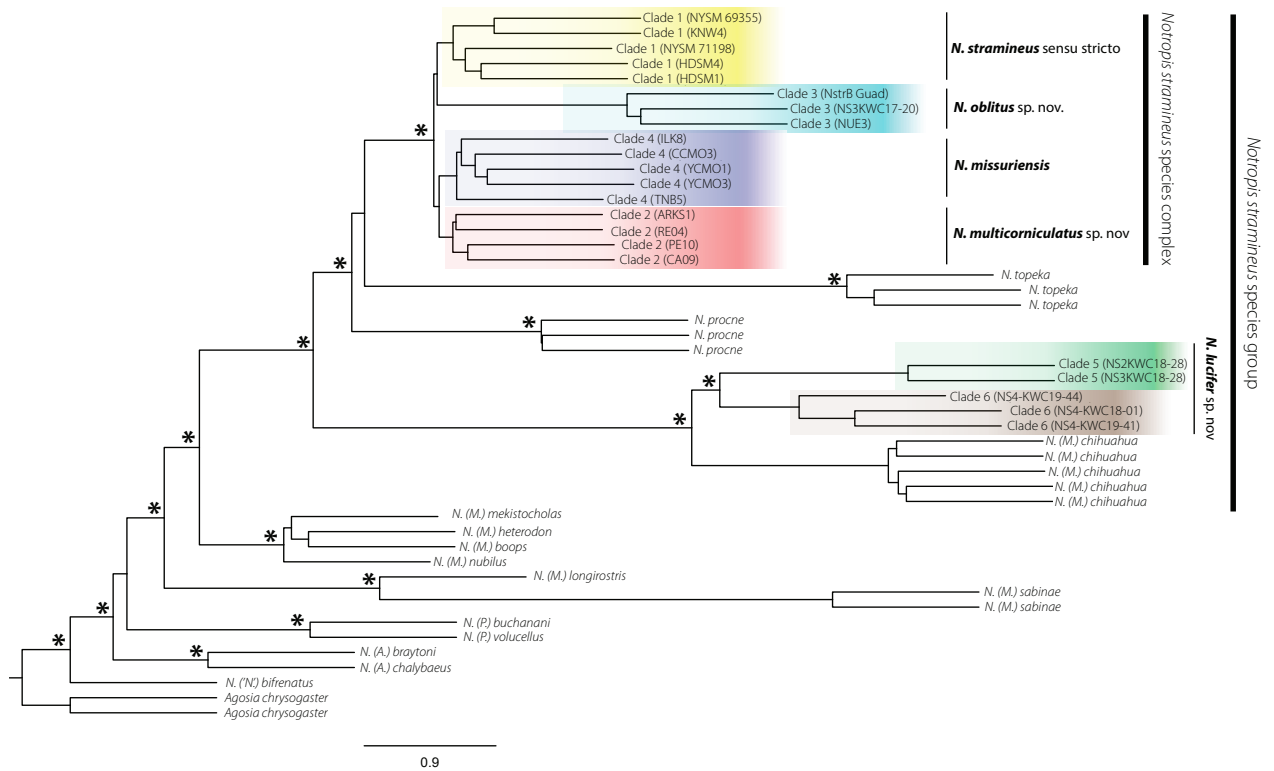 Clade 1 (NYSM 69355)
Clade 1 (KNW4)
Clade 1 (NYSM 71198)
Clade 1 (HDSM4)
Clade 1 (HDSM1)
N. stramineus sensu stricto
Clade 3 (NstrB Guad)
Clade 3 (NS3KWC17-20)
Clade 3 (NUE3)
N. oblitus sp. nov.
*
Clade 4 (ILK8)
Clade 4 (CCMO3)
Clade 4 (YCMO1)
Clade 4 (YCMO3)
Clade 4 (TNB5)
N. missuriensis
Clade 2 (ARKS1)
Clade 2 (RE04)
Clade 2 (PE10)
Clade 2 (CA09)
N. multicorniculatus sp. nov
Notropis stramineus species complex
Notropis stramineus species group
*
*
N. topeka
N. topeka
N. topeka
*
N. procne
N. procne
N. procne
*
Clade 5 (NS2KWC18-28)
Clade 5 (NS3KWC18-28)
*
Clade 6 (NS4-KWC19-44)
Clade 6 (NS4-KWC18-01)
Clade 6 (NS4-KWC19-41)
N. lucifer sp. nov
*
N. (M.) chihuahua
N. (M.) chihuahua
N. (M.) chihuahua
N. (M.) chihuahua
N. (M.) chihuahua
*
*
N. (M.) mekistocholas
N. (M.) heterodon
N. (M.) boops
N. (M.) nubilus
*
*
N. (M.) longirostris
N. (M.) sabinae
N. (M.) sabinae
*
*
N. (P.) buchanani
N. (P.) volucellus
*
*
N. (A.) braytoni
N. (A.) chalybaeus
N. ('N.') bifrenatus
Agosia chrysogaster
Agosia chrysogaster
0.9